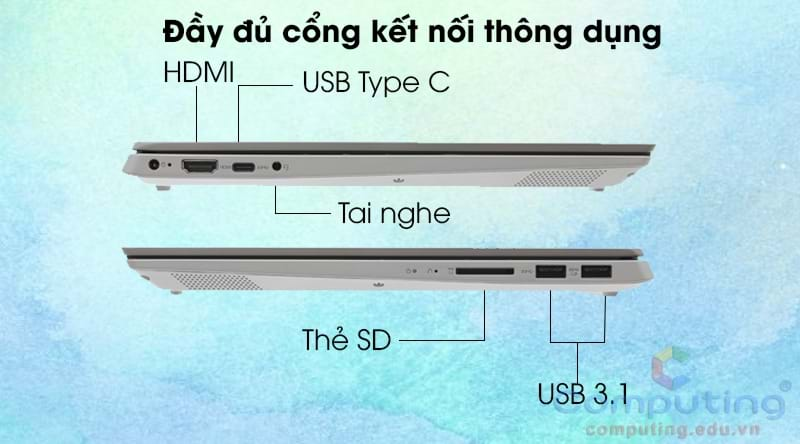 Đầy đủ cổng kết nối thông dụng
HDMI
USB Type C
Tai nghe
Thẻ SD
USB 3.1
Computing
®
computing.edu.vn